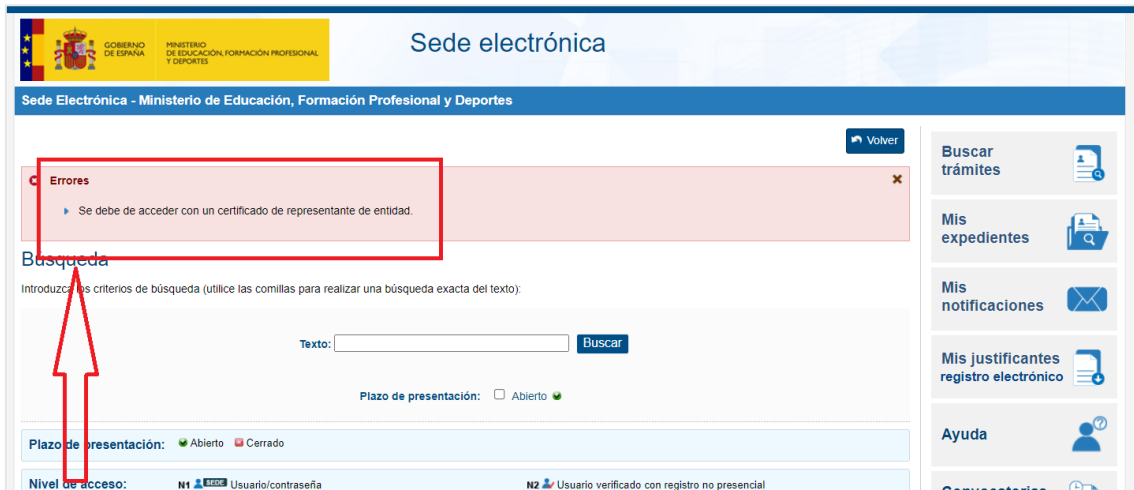 GOBIERNO
DE ESPAÑA
MINISTERIO
DE EDUCACIÓN, FORMACIÓN PROFESIONAL
Y DEPORTES
Sede electrónica
Sede Electrónica - Ministerio de Educación, Formación Profesional y Deportes
Volver
Errores
Se debe de acceder con un certificado de representante de entidad.
Búsqueda
Introduzca los criterios de búsqueda (utilice las comillas para realizar una búsqueda exacta del texto):
Texto:
Buscar
Plazo de presentación: Abierto
Plazo de presentación: Abierto Cerrado
Nivel de acceso: N1 SEDE Usuario/contraseña N2 Usuario verificado con registro no presencial
Buscar
trámites
Mis
expedientes
Mis
notificaciones
Mis justificantes
registro electrónico
Ayuda
Convocatorias